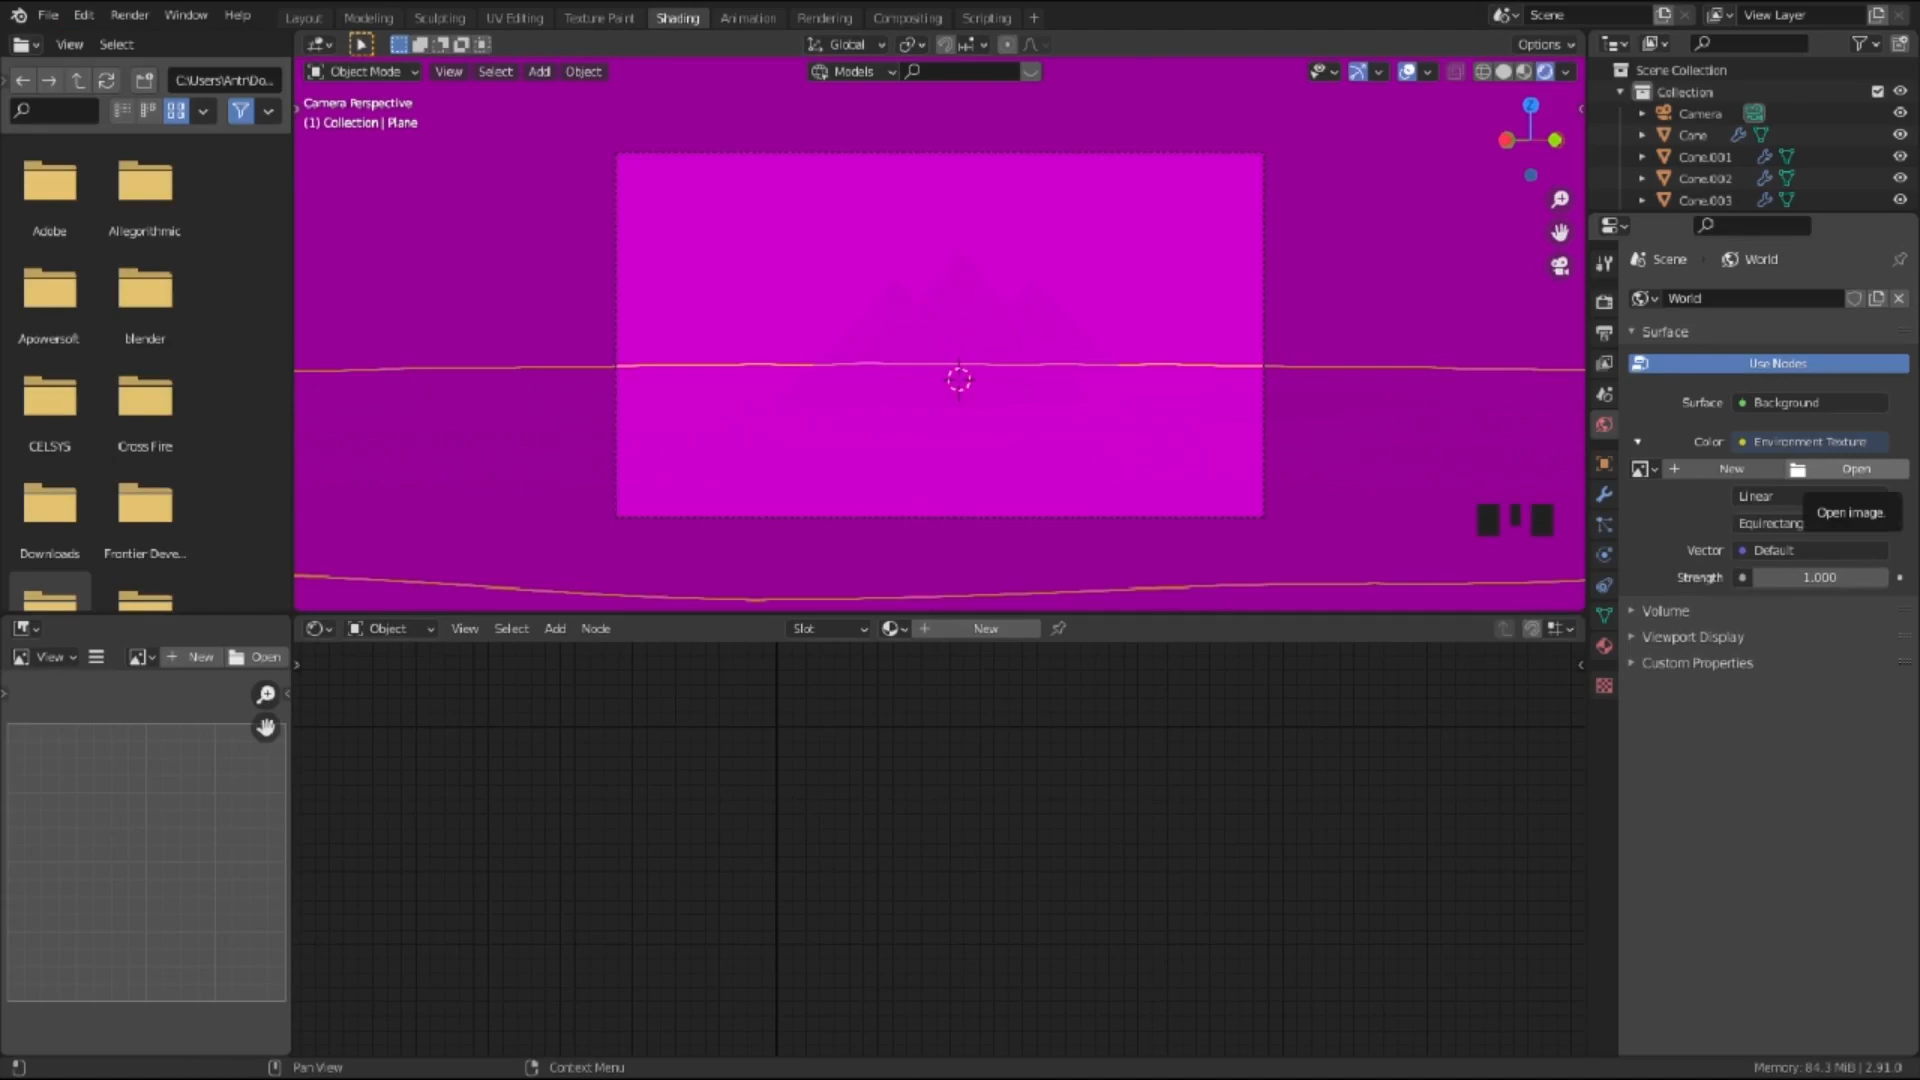 File Edit Render Window Help Layout Modeling Sculpting UV Editing Texture Paint Shading Animation Rendering Compositing Scripting + Scene View Layer
View Select Global Options
C:\Users\Antr\Do...
Object Mode View Select Add Object Models
Camera Perspective
(1) Collection | Plane
Z
Adobe Allegorithmic
Apowersoft blender
CELSYS Cross Fire
Downloads Frontier Deve...
Scene Collection
Collection
Camera
Cone
Cone.001
Cone.002
Cone.003
Scene World
World
Surface
Use Nodes
Surface Background
Color Environment Texture
New Open
Linear
Open image.
Equirectang
Vector Default
Strength 1.000
Volume
Viewport Display
Custom Properties
Object View Select Add Node Slot New
View New Open
Pan View Context Menu Memory: 84.3 MiB | 2.91.0